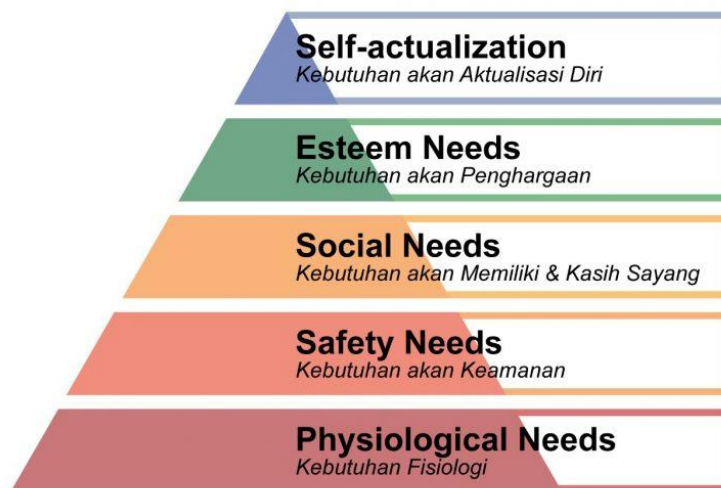 Self-actualization
Kebutuhan akan Aktualisasi Diri
Esteem Needs
Kebutuhan akan Penghargaan
Social Needs
Kebutuhan akan Memiliki & Kasih Sayang
Safety Needs
Kebutuhan akan Keamanan
Physiological Needs
Kebutuhan Fisiologi